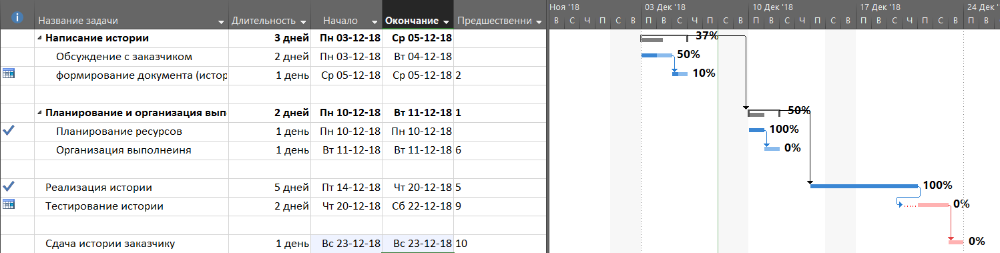 Название задачи Длительность Начало Окончание Предшественни
Ноя '18 03 Дек '18 10 Дек '18 17 Дек '18 24 Дек '18
В С Ч П С В П В С Ч П С В П В С Ч П С В П В С Ч П С В П В
Написание истории 3 дней Пн 03-12-18 Ср 05-12-18 37%
Обсуждение с заказчиком 2 дней Пн 03-12-18 Вт 04-12-18 50%
формирование документа (истор 1 день Ср 05-12-18 Ср 05-12-18 2 10%
Планирование и организация вып 2 дней Пн 10-12-18 Вт 11-12-18 1 50%
Планирование ресурсов 1 день Пн 10-12-18 Пн 10-12-18 100%
Организация выполнеиня 1 день Вт 11-12-18 Вт 11-12-18 6 0%
Реализация истории 5 дней Пт 14-12-18 Чт 20-12-18 5 100%
Тестирование истории 2 дней Чт 20-12-18 Сб 22-12-18 9 0%
Сдача истории заказчику 1 день Вс 23-12-18 Вс 23-12-18 10 0%